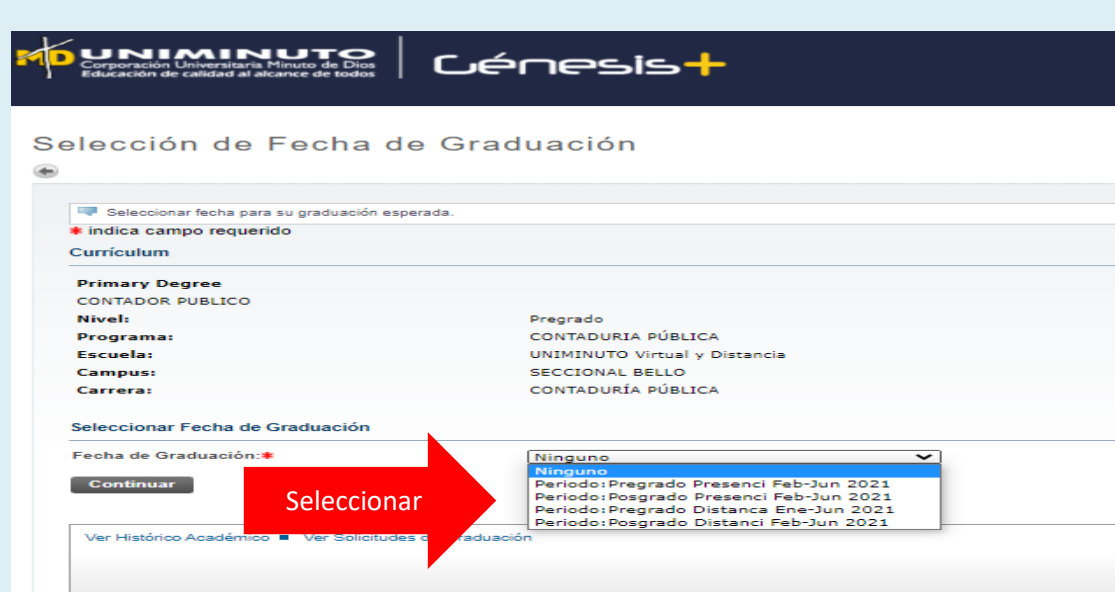 MD UNIMINUTO
Corporación Universitaria Minuto de Dios
Educación de calidad al alcance de todos
Génesis+
Selección de Fecha de Graduación
Seleccionar fecha para su graduación esperada.
* indica campo requerido
Currículum
Primary Degree
CONTADOR PUBLICO
Nivel: Pregrado
Programa: CONTADURIA PÚBLICA
Escuela: UNIMINUTO Virtual y Distancia
Campus: SECCIONAL BELLO
Carrera: CONTADURÍA PÚBLICA
Seleccionar Fecha de Graduación
Fecha de Graduación:* Ninguno
Ninguno
Periodo:Pregrado Presenci Feb-Jun 2021
Periodo:Posgrado Presenci Feb-Jun 2021
Periodo:Pregrado Distanca Ene-Jun 2021
Periodo:Posgrado Distanci Feb-Jun 2021
Continuar
Seleccionar
Ver Histórico Académico Ver Solicitudes de Graduación